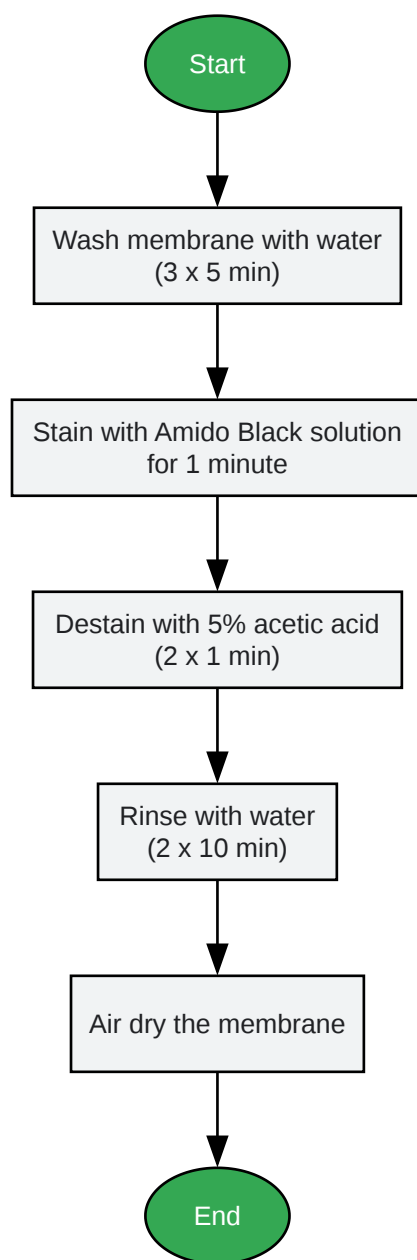 Start
Wash membrane with water
(3 x 5 min)
Stain with Amido Black solution
for 1 minute
Destain with 5% acetic acid
(2 x 1 min)
Rinse with water
(2 x 10 min)
Air dry the membrane
End